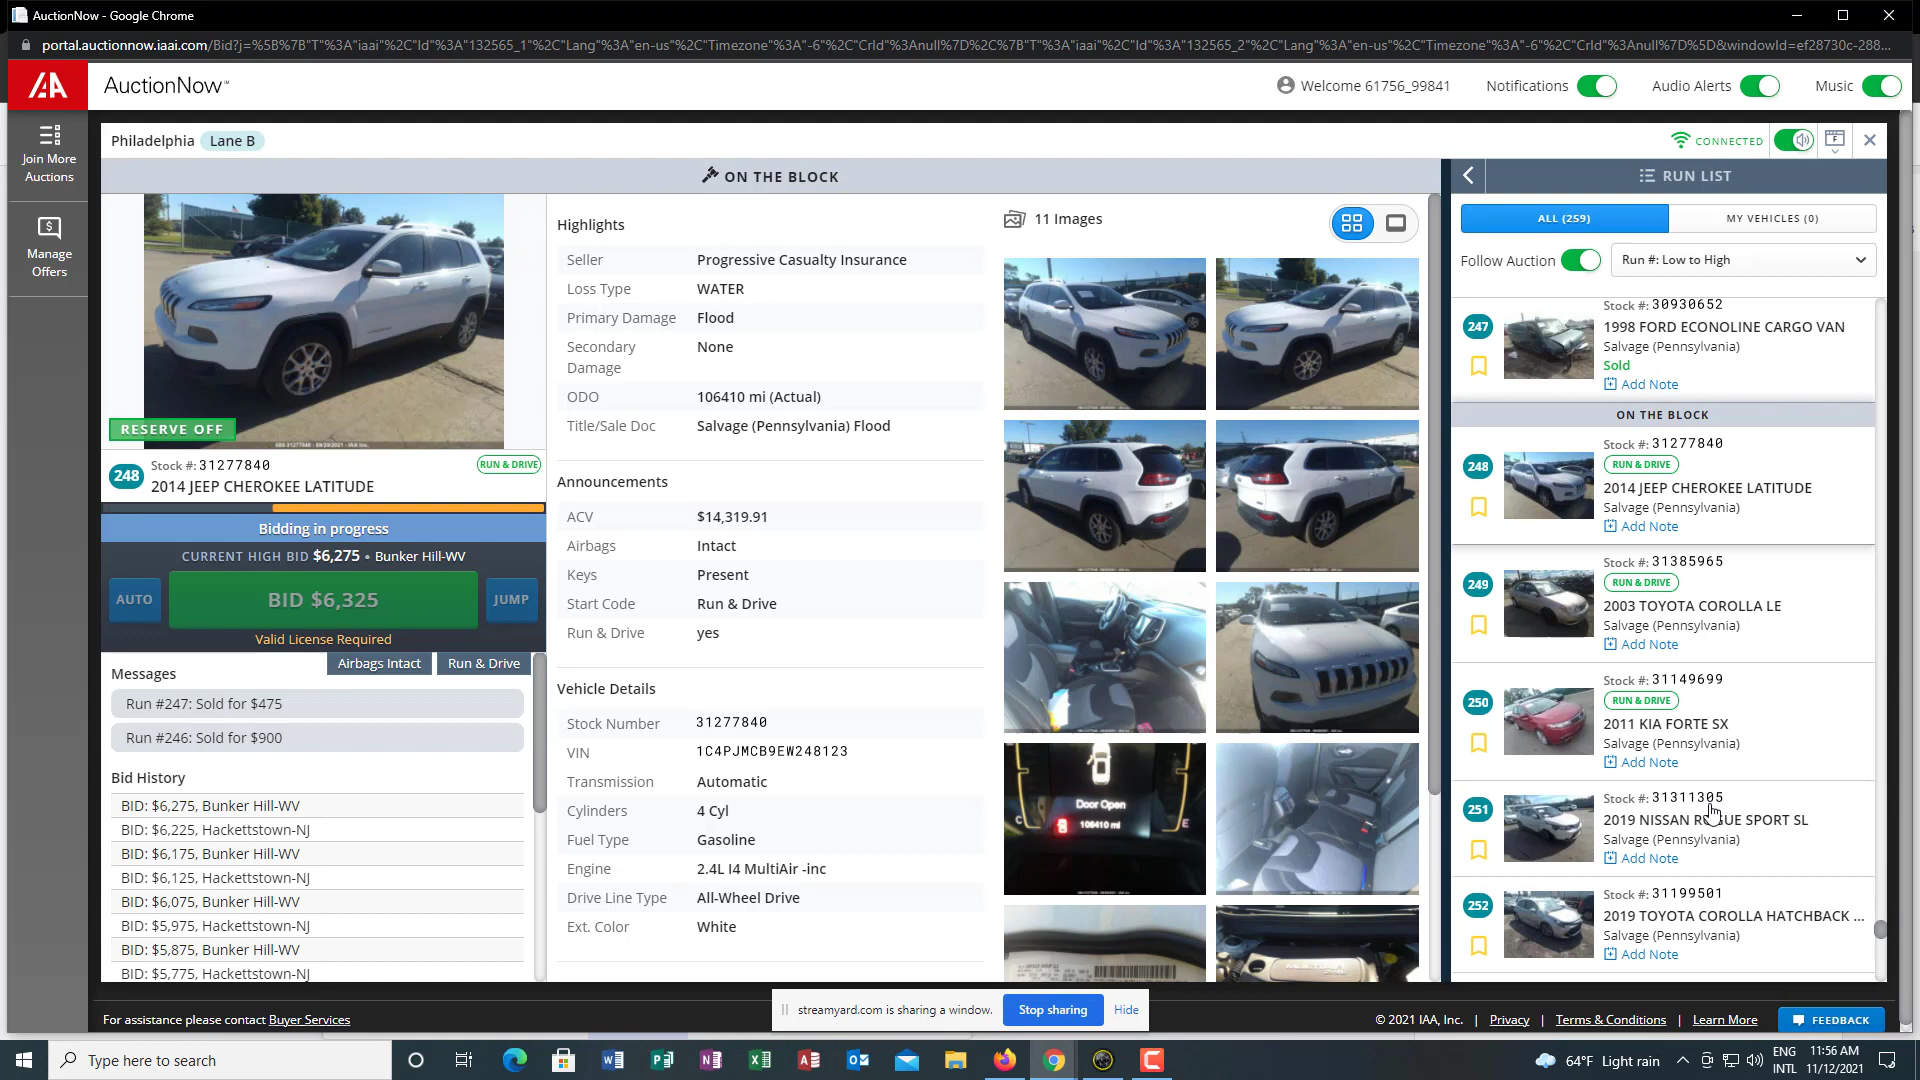 AuctionNow - Google Chrome
portal.auctionnow.iaai.com/Bid?j=%5B%7B"T"%3A"iaai"%2C"Id"%3A"132565_1"%2C"Lang"%3A"en-us"%2C"Timezone"%3A"-6"%2C"CrId"%3Anull%7D%2C%7B"T"%3A"iaai"%2C"Id"%3A"132565_2"%2C"Lang"%3A"en-us"%2C"Timezone"%3A"-6"%2C"CrId"%3Anull%7D%5D&windowId=ef28730c-288...
IAA
AuctionNow™
Welcome 61756_99841
Notifications
Audio Alerts
Music
Join More
Auctions
Manage
Offers
Philadelphia Lane B
CONNECTED
ON THE BLOCK
RESERVE OFF
248
Stock #: 31277840
RUN & DRIVE
2014 JEEP CHEROKEE LATITUDE
Bidding in progress
CURRENT HIGH BID $6,275 • Bunker Hill-WV
AUTO
BID $6,325
JUMP
Valid License Required
Airbags Intact
Run & Drive
Messages
Run #247: Sold for $475
Run #246: Sold for $900
Bid History
BID: $6,275, Bunker Hill-WV
BID: $6,225, Hackettstown-NJ
BID: $6,175, Hackettstown-NJ
BID: $6,125, Hackettstown-NJ
BID: $6,075, Hackettstown-NJ
BID: $5,975, Hackettstown-NJ
BID: $5,875, Bunker Hill-WV
BID: $5,775, Hackettstown-NJ
Highlights
Seller Progressive Casualty Insurance
Loss Type WATER
Primary Damage Flood
Secondary Damage None
ODO 106410 mi (Actual)
Title/Sale Doc Salvage (Pennsylvania) Flood
Announcements
ACV $14,319.91
Airbags Intact
Keys Present
Start Code Run & Drive
Run & Drive yes
Vehicle Details
Stock Number 31277840
VIN 1C4PJMCB9EW248123
Transmission Automatic
Cylinders 4 Cyl
Fuel Type Gasoline
Engine 2.4L I4 MultiAir -inc
Drive Line Type All-Wheel Drive
Ext. Color White
11 Images
Door Open
106410 mi
C
E
RUN LIST
ALL (259)
MY VEHICLES (0)
Follow Auction
Run #: Low to High
247
Stock #: 30930652
1998 FORD ECONOLINE CARGO VAN
Salvage (Pennsylvania)
Sold
Add Note
ON THE BLOCK
248
Stock #: 31277840
RUN & DRIVE
2014 JEEP CHEROKEE LATITUDE
Salvage (Pennsylvania)
Add Note
249
Stock #: 31385965
RUN & DRIVE
2003 TOYOTA COROLLA LE
Salvage (Pennsylvania)
Add Note
250
Stock #: 31149699
RUN & DRIVE
2011 KIA FORTE SX
Salvage (Pennsylvania)
Add Note
251
Stock #: 31311305
2019 NISSAN ROGUE SPORT SL
Salvage (Pennsylvania)
Add Note
252
Stock #: 31199501
2019 TOYOTA COROLLA HATCHBACK ...
Salvage (Pennsylvania)
Add Note
For assistance please contact Buyer Services
streamyard.com is sharing a window.
Stop sharing
Hide
© 2021 IAA, Inc. | Privacy | Terms & Conditions | Learn More
FEEDBACK
Type here to search
64°F Light rain
ENG
INTL
11:56 AM
11/12/2021